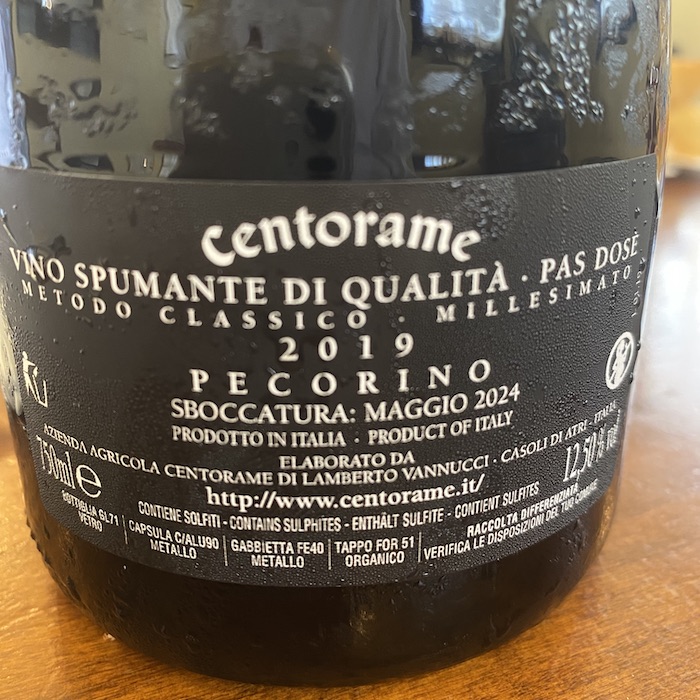 Centorame
VINO SPUMANTE DI QUALITÀ · PAS DOSÉ
METODO CLASSICO · MILLESIMATO
2019
PECORINO
SBOCCATURA: MAGGIO 2024
PRODOTTO IN ITALIA · PRODUCT OF ITALY
ELABORATO DA
AZIENDA AGRICOLA CENTORAME DI LAMBERTO VANNUCCI · CASOLI DI ATRI - ITALIA
750ml e
12,50% vol
http://www.centorame.it/
CONTIENE SOLFITI - CONTAINS SULPHITES - ENTHÄLT SULFITE - CONTIENT SULFITES
BOTTIGLIA GL71
VETRO
CAPSULA C/ALU90
METALLO
GABBIETTA FE40
METALLO
TAPPO FOR 51
ORGANICO
RACCOLTA DIFFERENZIATA
VERIFICA LE DISPOSIZIONI DEL TUO COMUNE